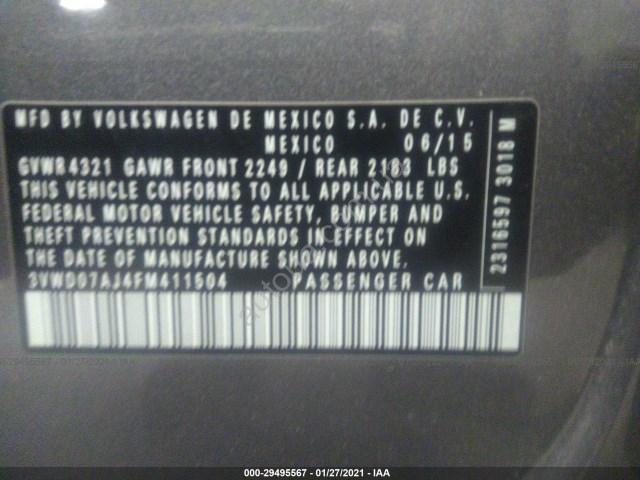 MFD BY VOLKSWAGEN DE MEXICO S.A. DE C.V.
MEXICO 06/15
GVWR 4321 GAWR FRONT 2249 / REAR 2183 LBS
THIS VEHICLE CONFORMS TO ALL APPLICABLE U.S.
FEDERAL MOTOR VEHICLE SAFETY, BUMPER AND
THEFT PREVENTION STANDARDS IN EFFECT ON
THE DATE OF MANUFACTURE SHOWN ABOVE.
3VWD07AJ4FM411504 PASSENGER CAR
2316597 3018 M
000-29495567 - 01/27/2021 - IAA